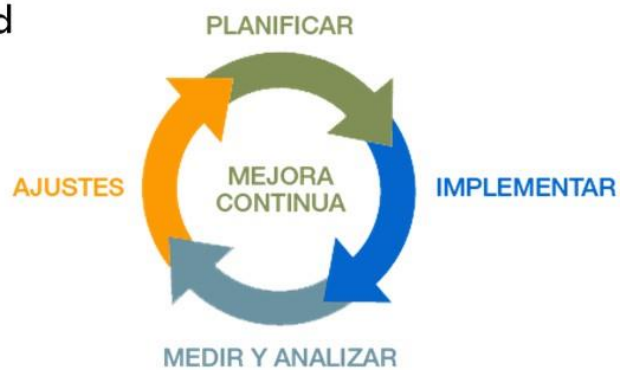 PLANIFICAR
AJUSTES
MEJORA
CONTINUA
IMPLEMENTAR
MEDIR Y ANALIZAR